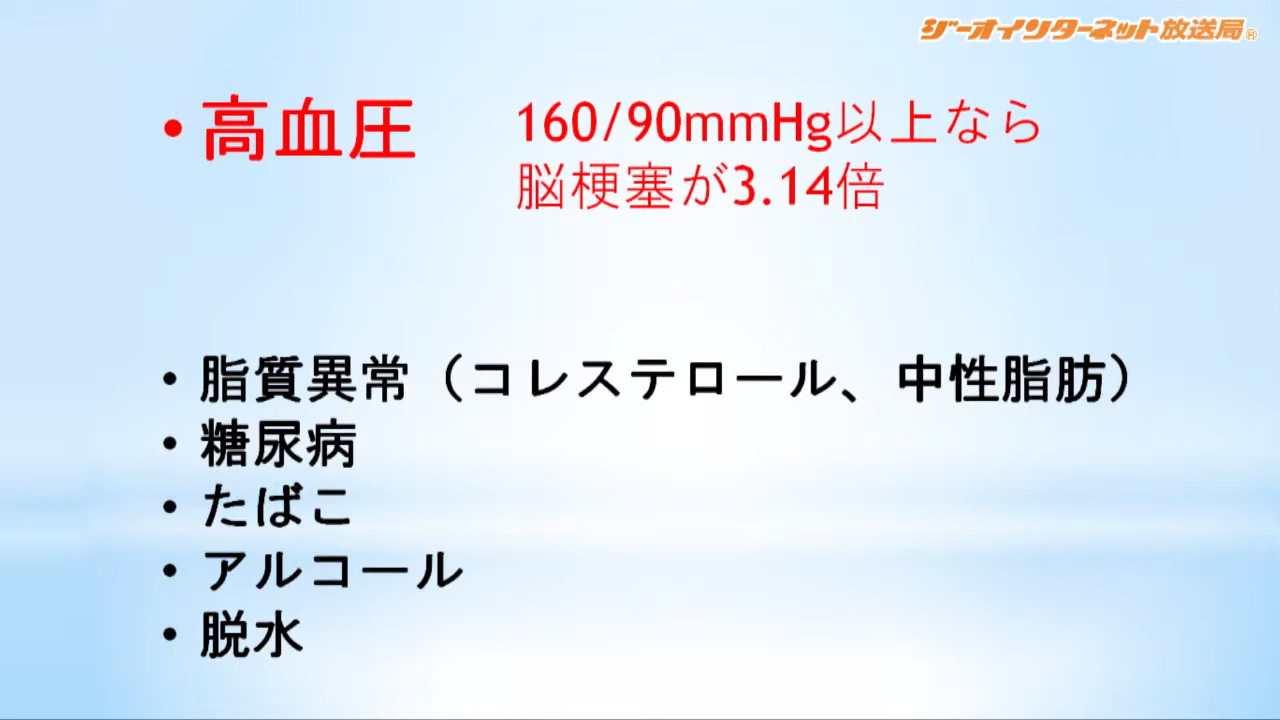 ジーオインターネット放送局®
• 高血圧 160/90mmHg以上なら
脳梗塞が3.14倍
• 脂質異常（コレステロール、中性脂肪）
• 糖尿病
• たばこ
• アルコール
• 脱水